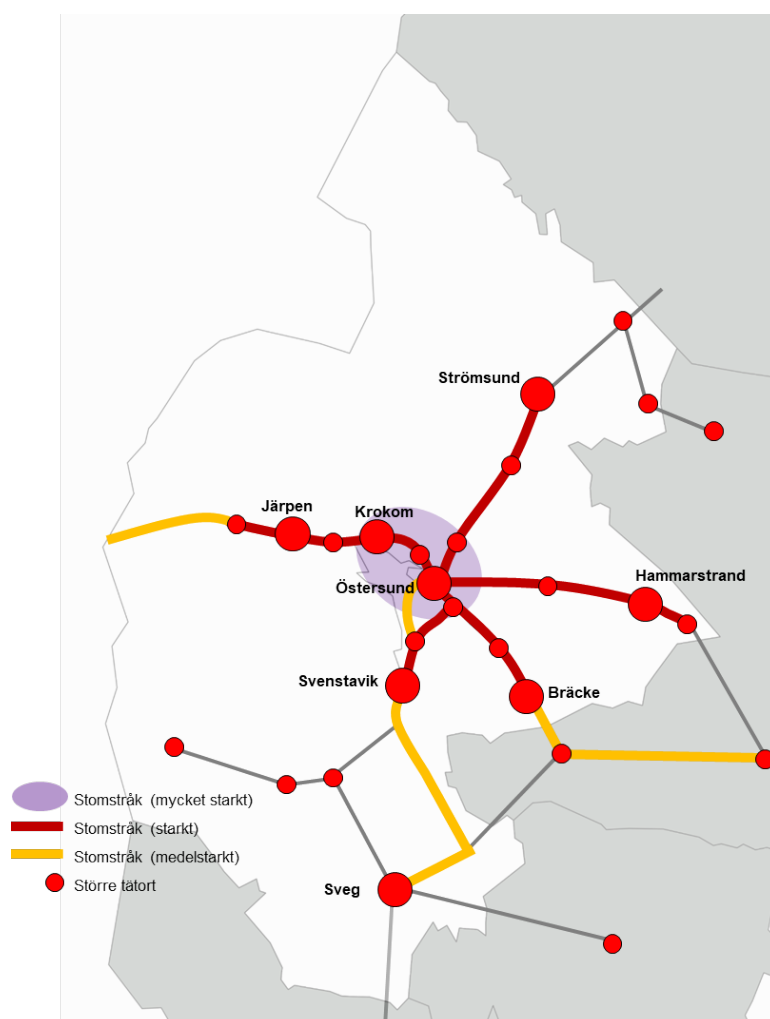 Strömsund
Järpen
Krokom
Östersund
Hammarstrand
Svenstavik
Bräcke
Stomstråk (mycket starkt)
Stomstråk (starkt)
Stomstråk (medelstarkt)
Större tätort
Sveg